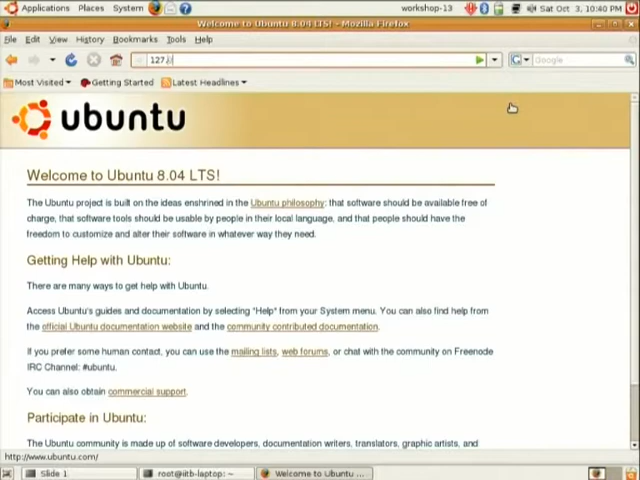 Applications Places System workshop-13 Sat Oct 3, 10:40 PM
Welcome to Ubuntu 8.04 LTS! - Mozilla Firefox
File Edit View History Bookmarks Tools Help
127.0 Google
Most Visited Getting Started Latest Headlines
ubuntu
Welcome to Ubuntu 8.04 LTS!
The Ubuntu project is built on the ideas enshrined in the Ubuntu philosophy: that software should be available free of
charge, that software tools should be usable by people in their local language, and that people should have the
freedom to customize and alter their software in whatever way they need.
Getting Help with Ubuntu:
There are many ways to get help with Ubuntu.
Access Ubuntu's guides and documentation by selecting "Help" from your System menu. You can also find help from
the official Ubuntu documentation website and the community contributed documentation.
If you prefer some human contact, you can use the mailing lists, web forums, or chat with the community on Freenode
IRC Channel: #ubuntu.
You can also obtain commercial support.
Participate in Ubuntu:
The Ubuntu community is made up of software developers, documentation writers, translators, graphic artists, and
http://www.ubuntu.com/
Slide 1 root@iitb-laptop: ~ Welcome to Ubuntu ...